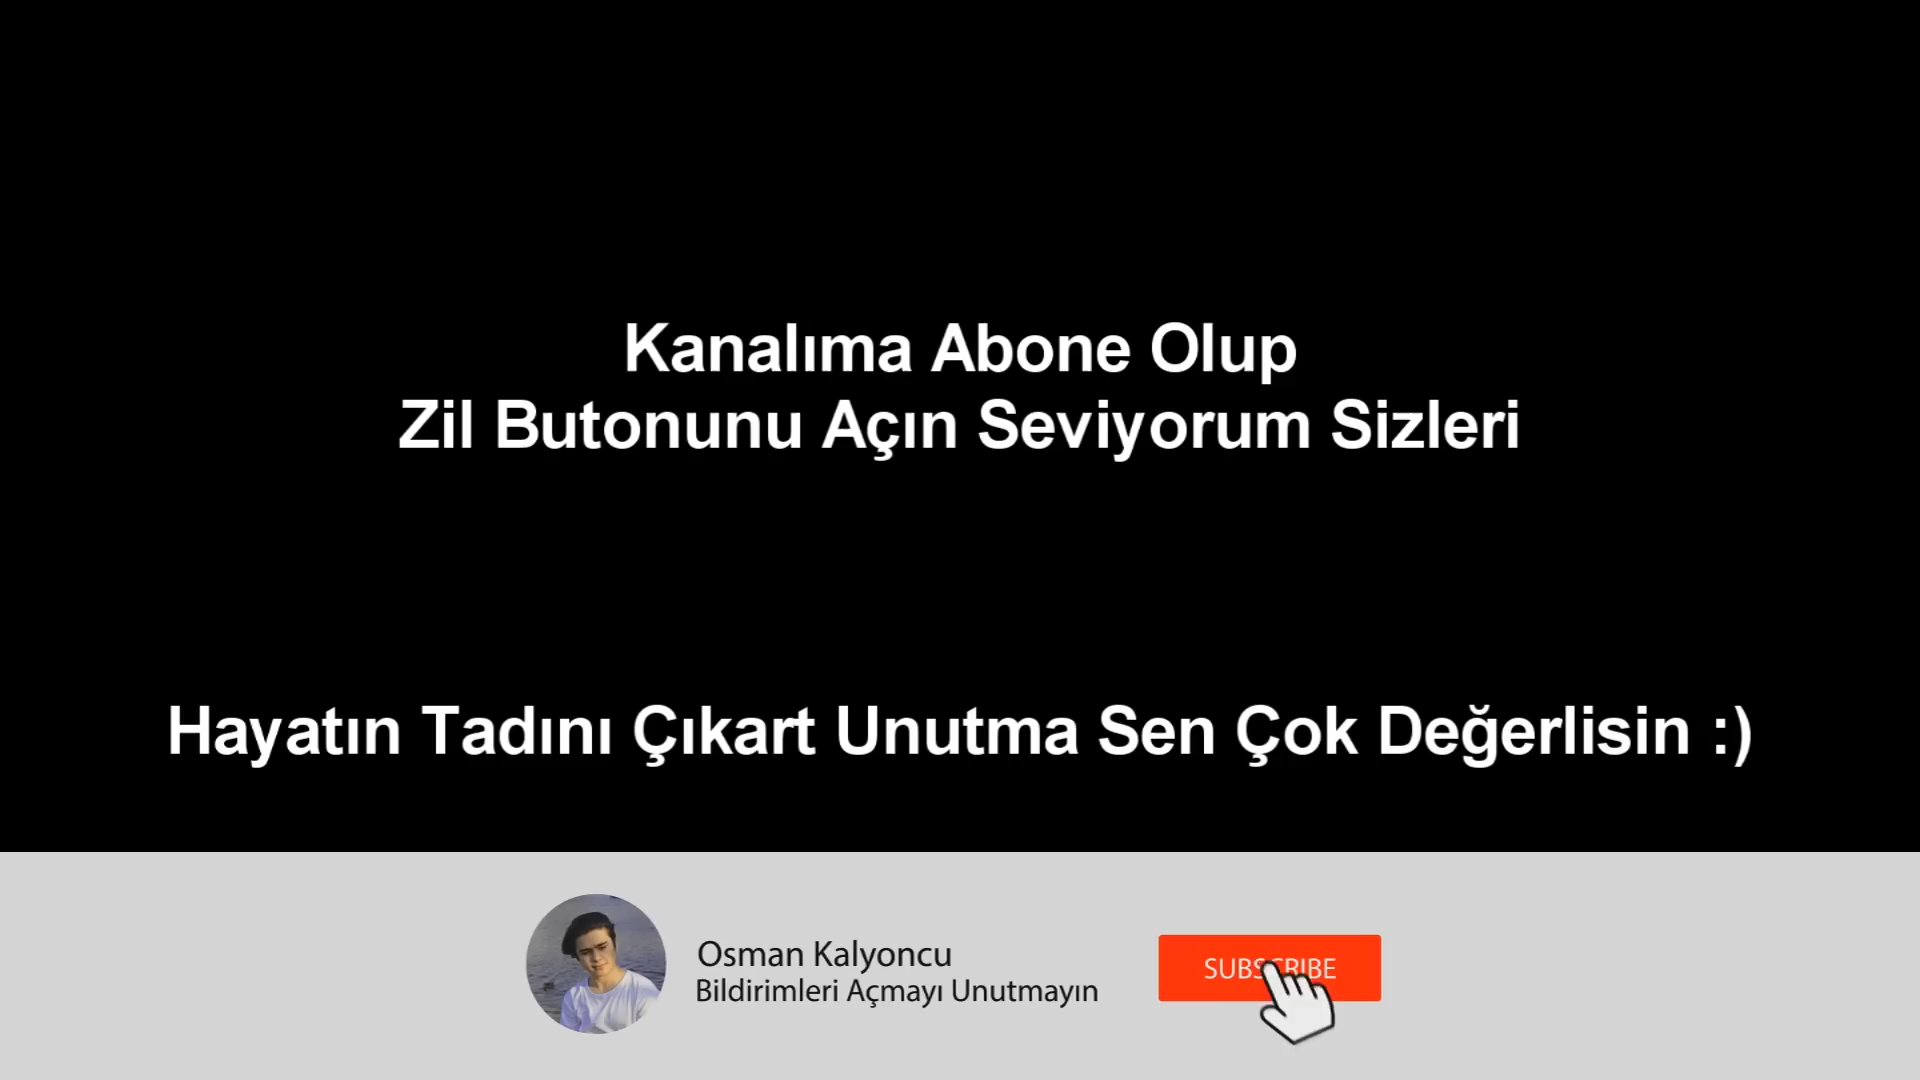 Kanalıma Abone Olup
Zil Butonunu Açın Seviyorum Sizleri
Hayatın Tadını Çıkart Unutma Sen Çok Değerlisin :)
Osman Kalyoncu
Bildirimleri Açmayı Unutmayın
SUBSCRIBE